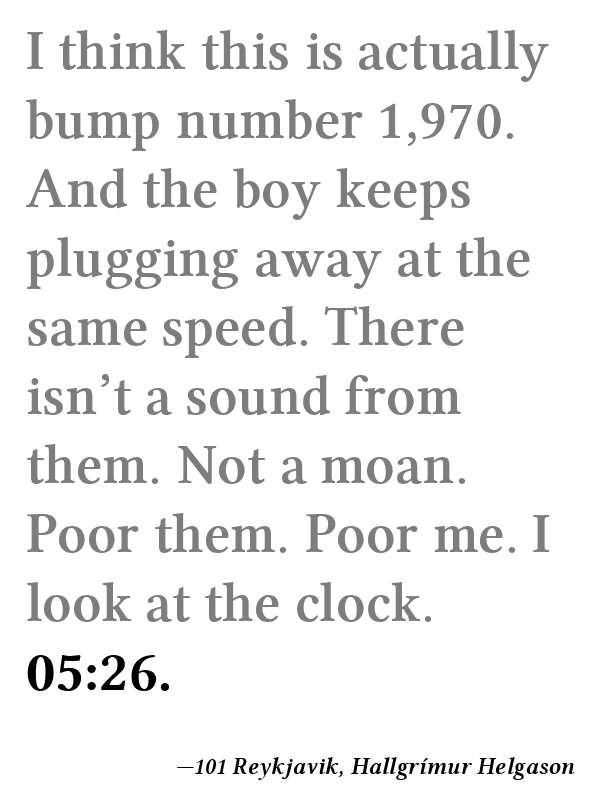 I think this is actually
bump number 1,970.
And the boy keeps
plugging away at the
same speed. There
isn’t a sound from
them. Not a moan.
Poor them. Poor me. I
look at the clock.
05:26.
—101 Reykjavik, Hallgrímur Helgason